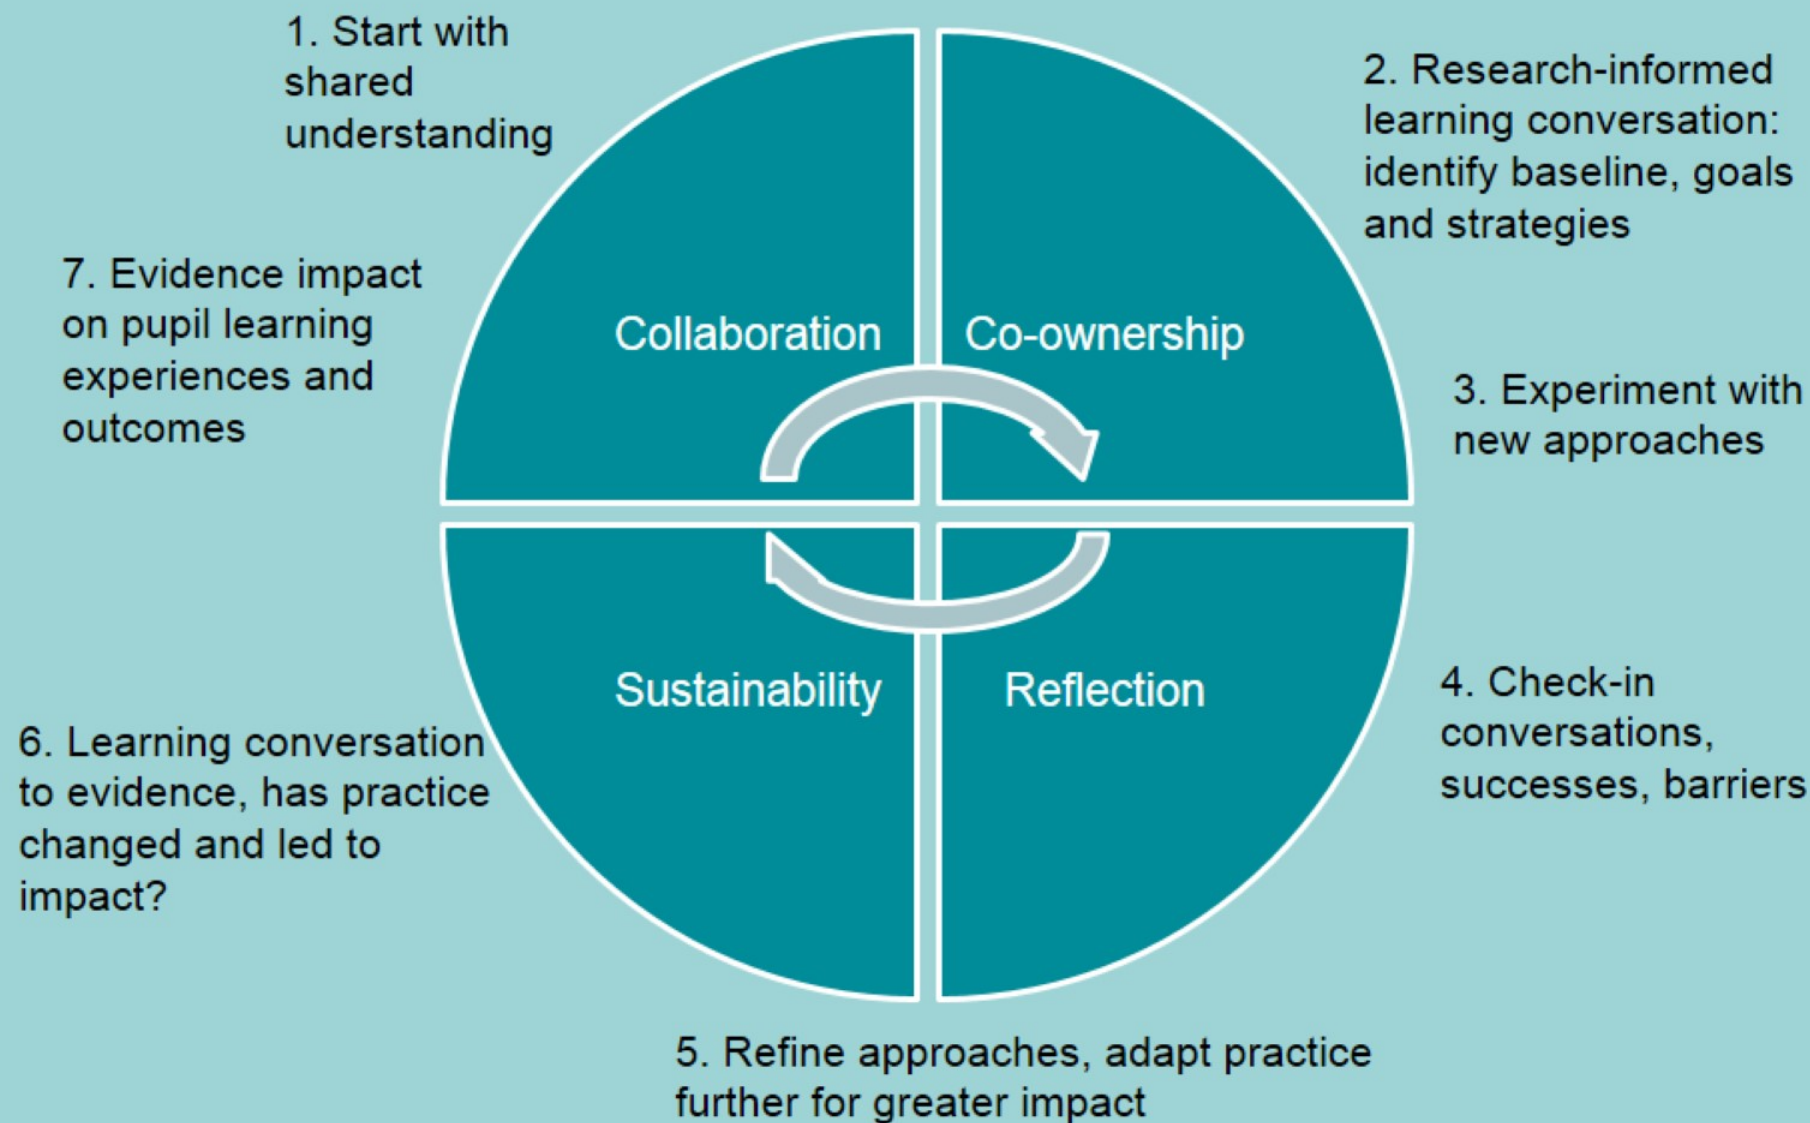 1. Start with
shared
understanding
2. Research-informed
learning conversation:
identify baseline, goals
and strategies
7. Evidence impact
on pupil learning
experiences and
outcomes
Collaboration
Co-ownership
3. Experiment with
new approaches
Sustainability
Reflection
4. Check-in
conversations,
successes, barriers
6. Learning conversation
to evidence, has practice
changed and led to
impact?
5. Refine approaches, adapt practice
further for greater impact